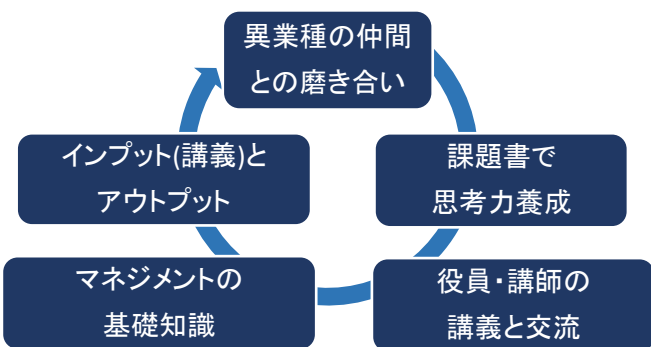 異業種の仲間
との磨き合い
課題書で
思考力養成
役員・講師の
講義と交流
マネジメントの
基礎知識
インプット(講義)と
アウトプット